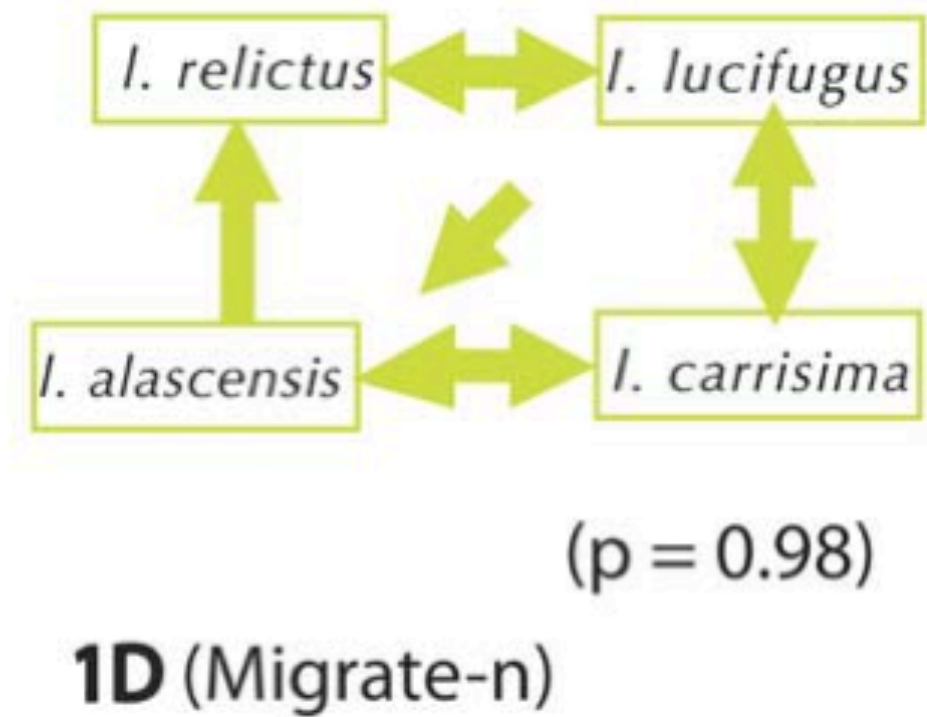 l. relictus
l. lucifugus
l. alascensis
l. carrisima
(p = 0.98)
1D (Migrate-n)